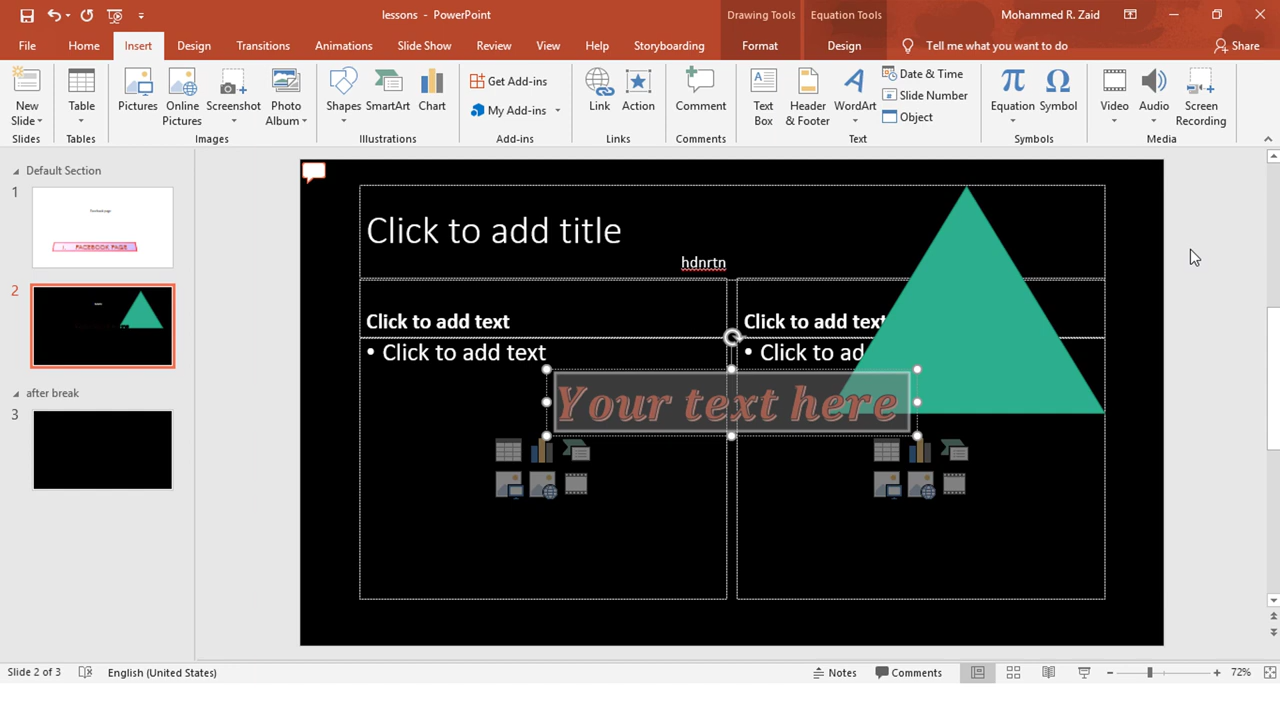 lessons - PowerPoint
Drawing Tools
Equation Tools
Mohammed R. Zaid
File
Home
Insert
Design
Transitions
Animations
Slide Show
Review
View
Help
Storyboarding
Format
Design
Tell me what you want to do
Share
New Slide
Table
Pictures
Online Pictures
Screenshot
Photo Album
Shapes
SmartArt
Chart
Get Add-ins
My Add-ins
Link
Action
Comment
Text Box
Header & Footer
WordArt
Date & Time
Slide Number
Object
π
Equation
Ω
Symbol
Video
Audio
Screen Recording
Slides
Tables
Images
Illustrations
Add-ins
Links
Comments
Text
Symbols
Media
Default Section
1
FACEBOOK PAGE
2
after break
3
Click to add title
hdnrtn
Click to add text
Click to add text
• Click to add text
• Click to ad
Your text here
Slide 2 of 3
English (United States)
Notes
Comments
72%